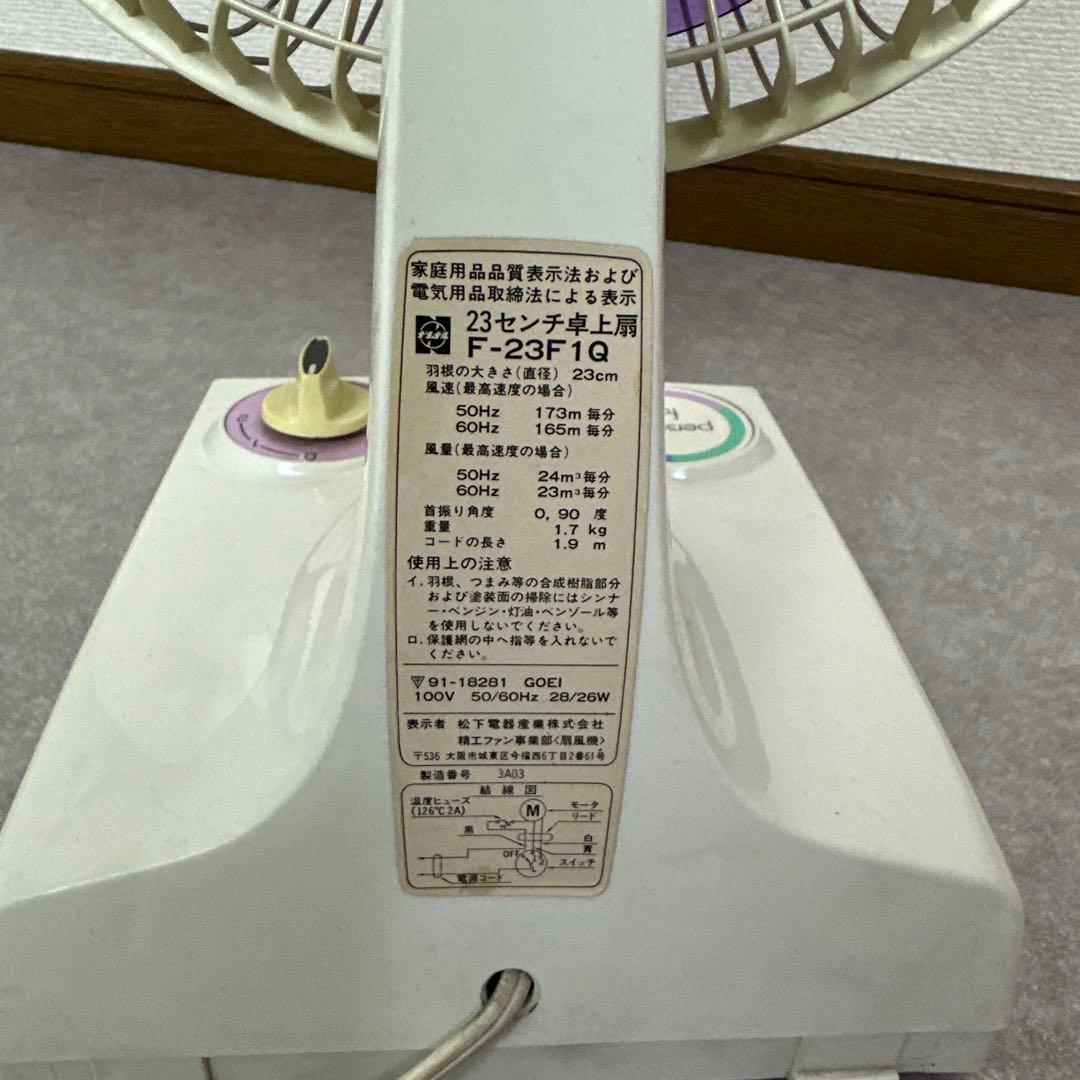 家庭用品品質表示法および
電気用品取締法による表示
ナショナル
23センチ卓上扇
F-23F1Q
羽根の大きさ(直径) 23cm
風速(最高速度の場合)
50Hz 173m 毎分
60Hz 165m 毎分
風量(最高速度の場合)
50Hz 24m³毎分
60Hz 23m³毎分
首振り角度 0, 90 度
重量 1.7 kg
コードの長さ 1.9 m
使用上の注意
イ. 羽根、つまみ等の合成樹脂部分
および塗装面の掃除にはシンナ
ー・ベンジン・灯油・ベンゾール等
を使用しないでください。
ロ. 保護網の中へ指等を入れないで
ください。
91-18281 GOEI
100V 50/60Hz 28/26W
表示者 松下電器産業株式会社
精工ファン事業部〈扇風機〉
〒536 大阪市城東区今福西6丁目2番61号
製造番号 3A03
結線図
温度ヒューズ
(126℃ 2A)
M
モータ
リード
黒
白
青
OFF
1
2
スイッチ
電源コード
0
1
2
pers